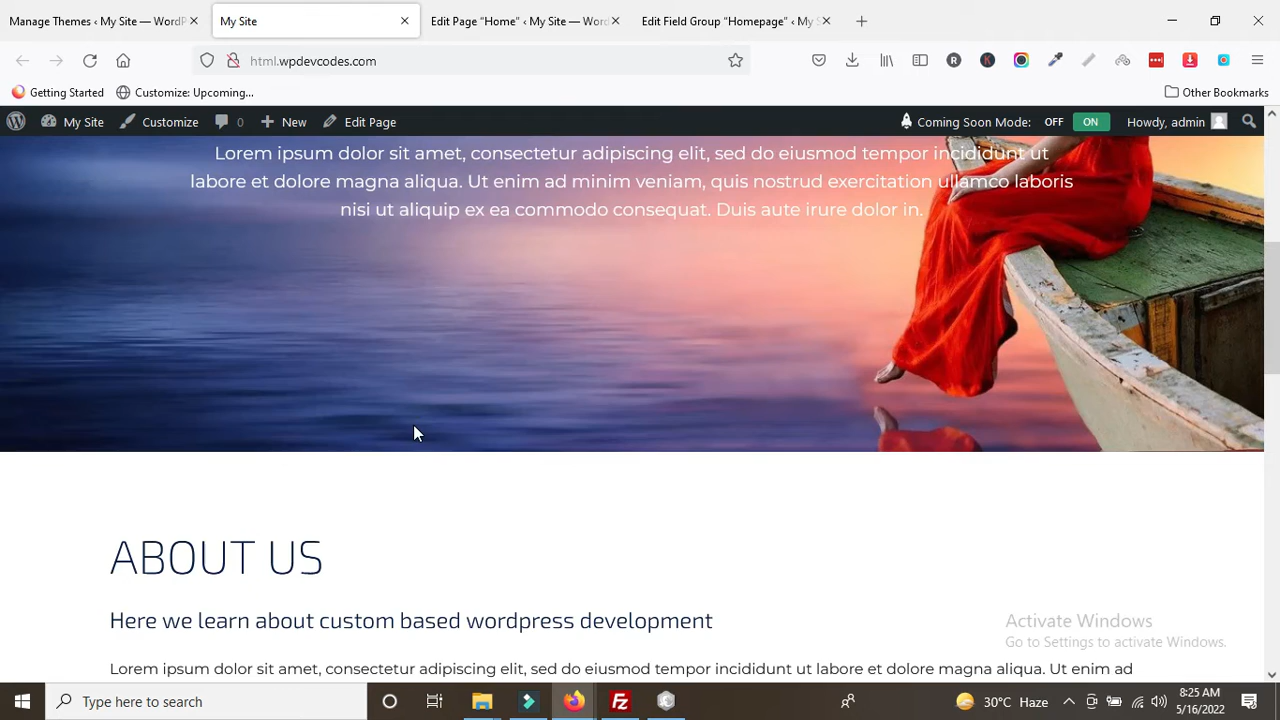 Manage Themes ‹ My Site — WordP
My Site
Edit Page “Home” ‹ My Site — Word
Edit Field Group “Homepage” ‹ My S
html.wpdevcodes.com
Getting Started
Customize: Upcoming...
Other Bookmarks
My Site
Customize
0
New
Edit Page
Coming Soon Mode:
OFF
ON
Howdy, admin
Lorem ipsum dolor sit amet, consectetur adipiscing elit, sed do eiusmod tempor incididunt ut
labore et dolore magna aliqua. Ut enim ad minim veniam, quis nostrud exercitation ullamco laboris
nisi ut aliquip ex ea commodo consequat. Duis aute irure dolor in.
ABOUT US
Here we learn about custom based wordpress development
Lorem ipsum dolor sit amet, consectetur adipiscing elit, sed do eiusmod tempor incididunt ut labore et dolore magna aliqua. Ut enim ad
Activate Windows
Go to Settings to activate Windows.
Type here to search
30°C Haze
8:25 AM
5/16/2022